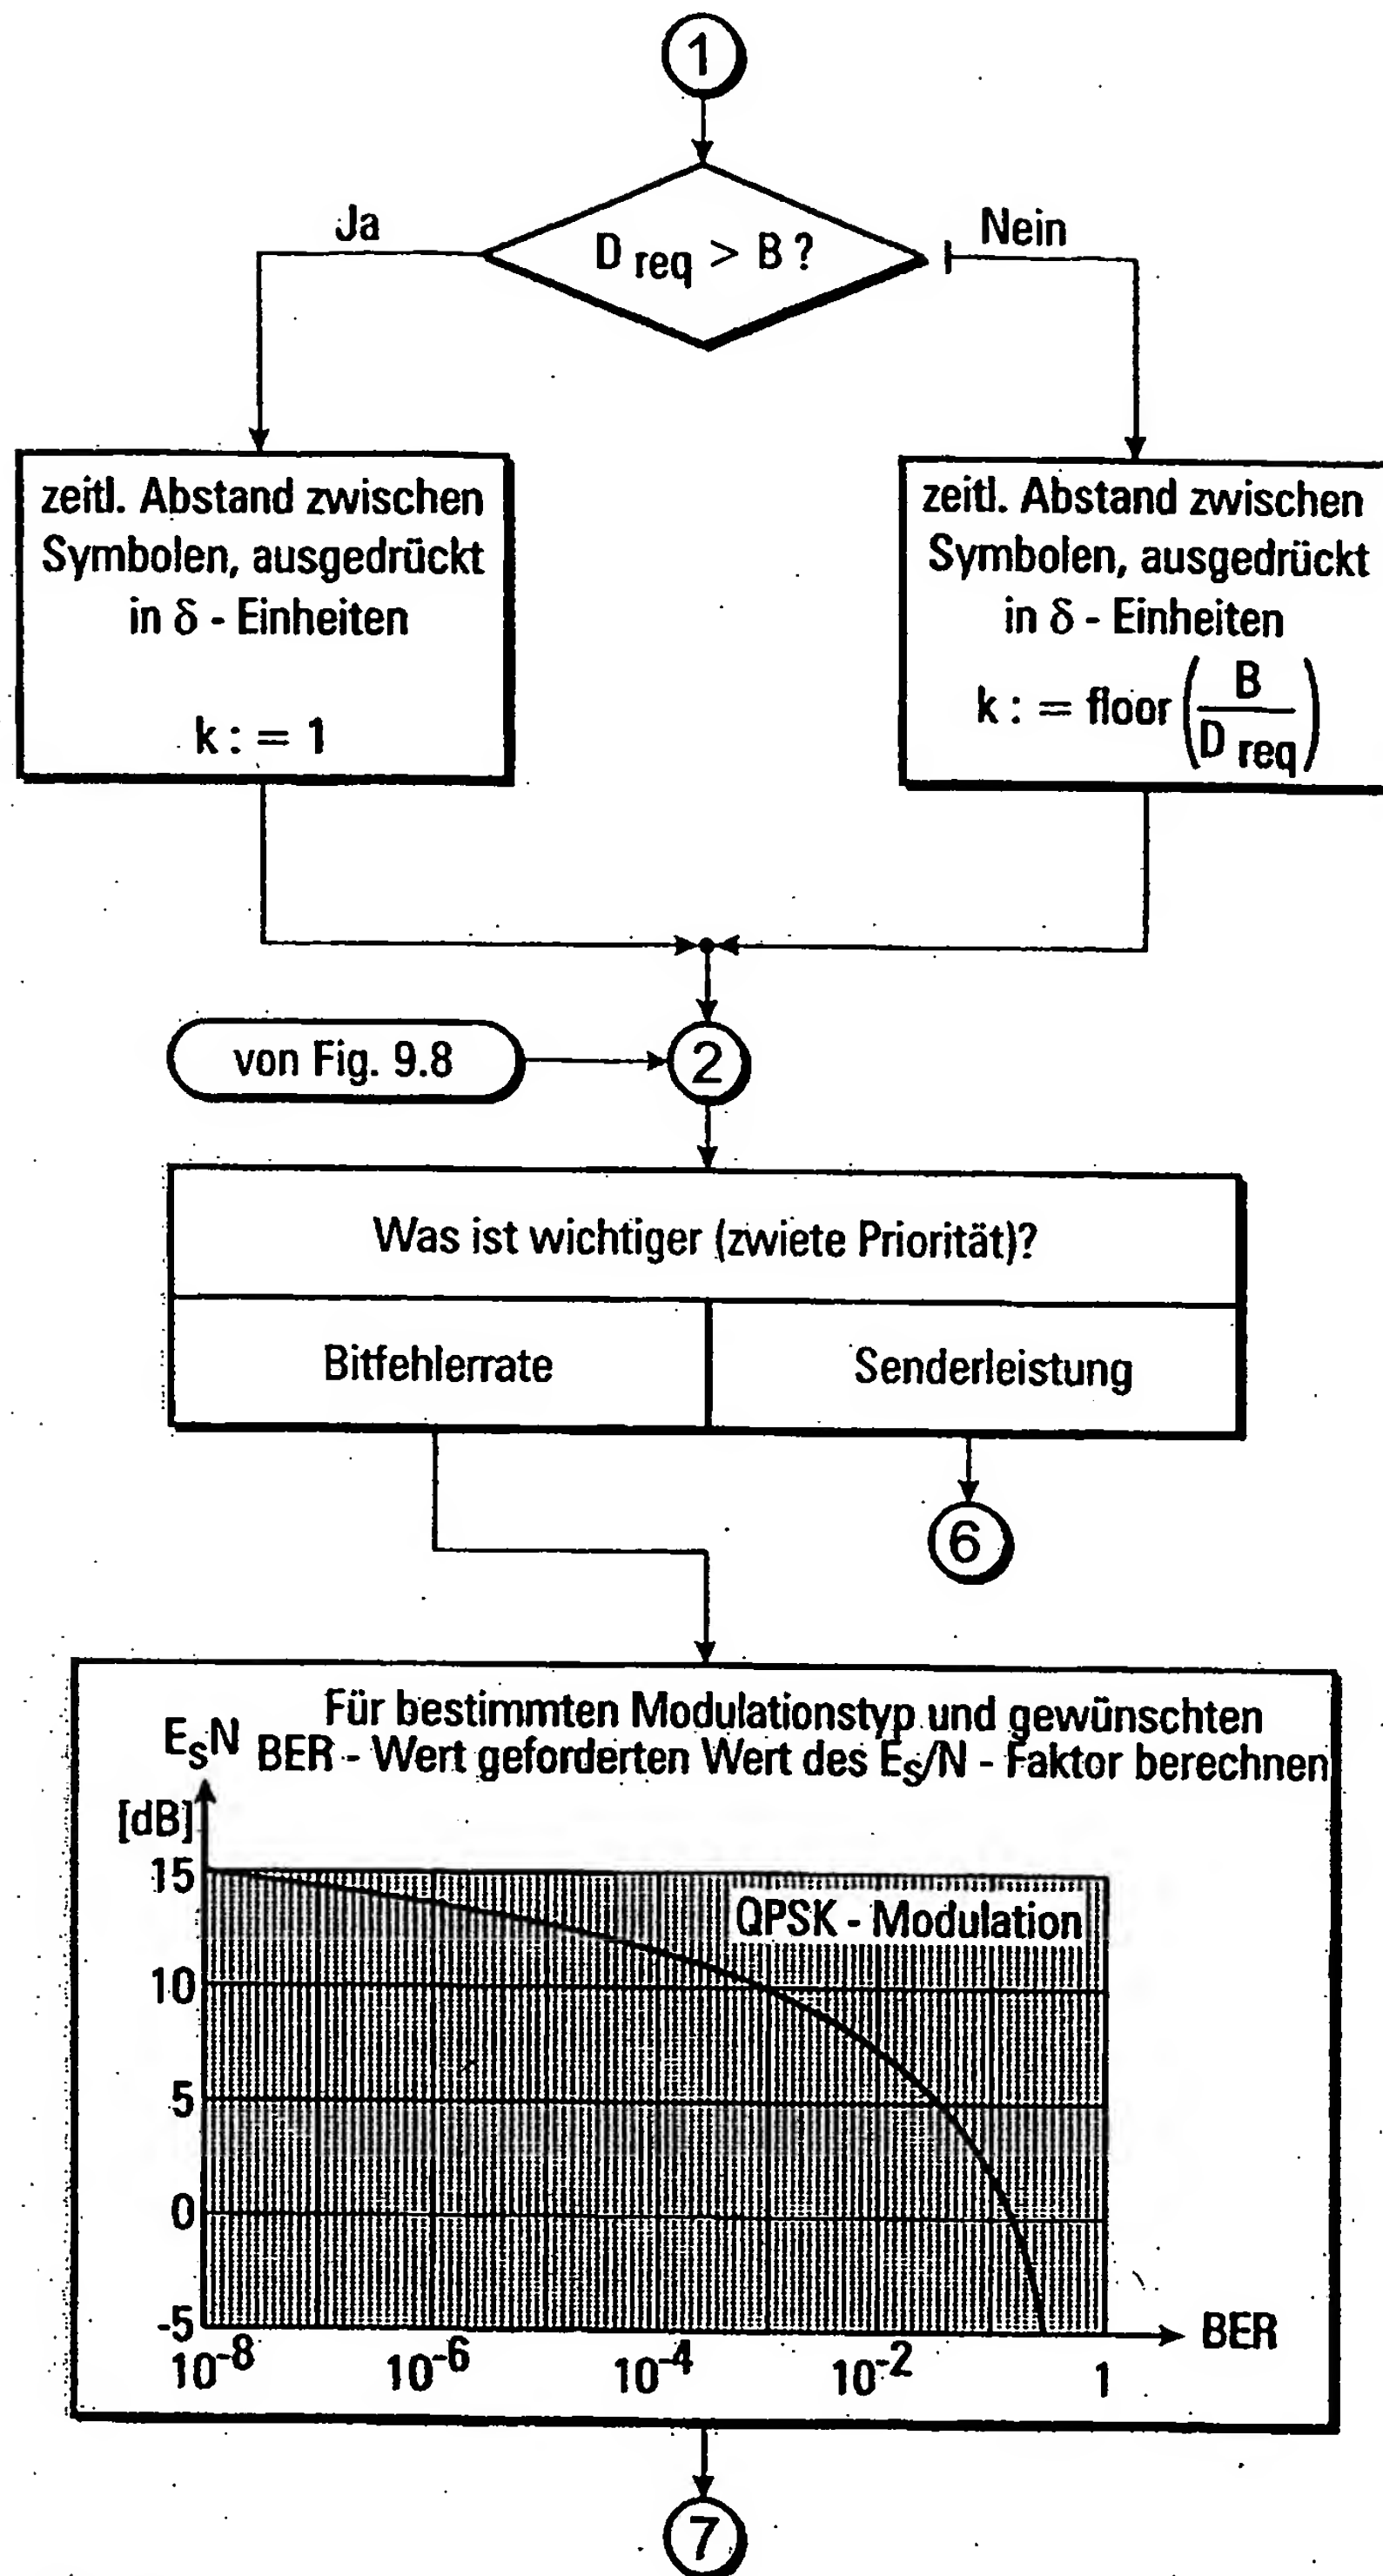 1
D req > B ?
Ja
Nein
zeitl. Abstand zwischen
Symbolen, ausgedrückt
in δ - Einheiten
k : = 1
zeitl. Abstand zwischen
Symbolen, ausgedrückt
in δ - Einheiten
k : = floor ( B / D req )
von Fig. 9.8
2
Was ist wichtiger (zwiete Priorität)?
Bitfehlerrate
Senderleistung
6
Für bestimmten Modulationstyp und gewünschten
BER - Wert geforderten Wert des Es/N - Faktor berechnen
EsN
[dB]
QPSK - Modulation
15
10
5
0
-5
10-8
10-6
10-4
10-2
1
BER
7